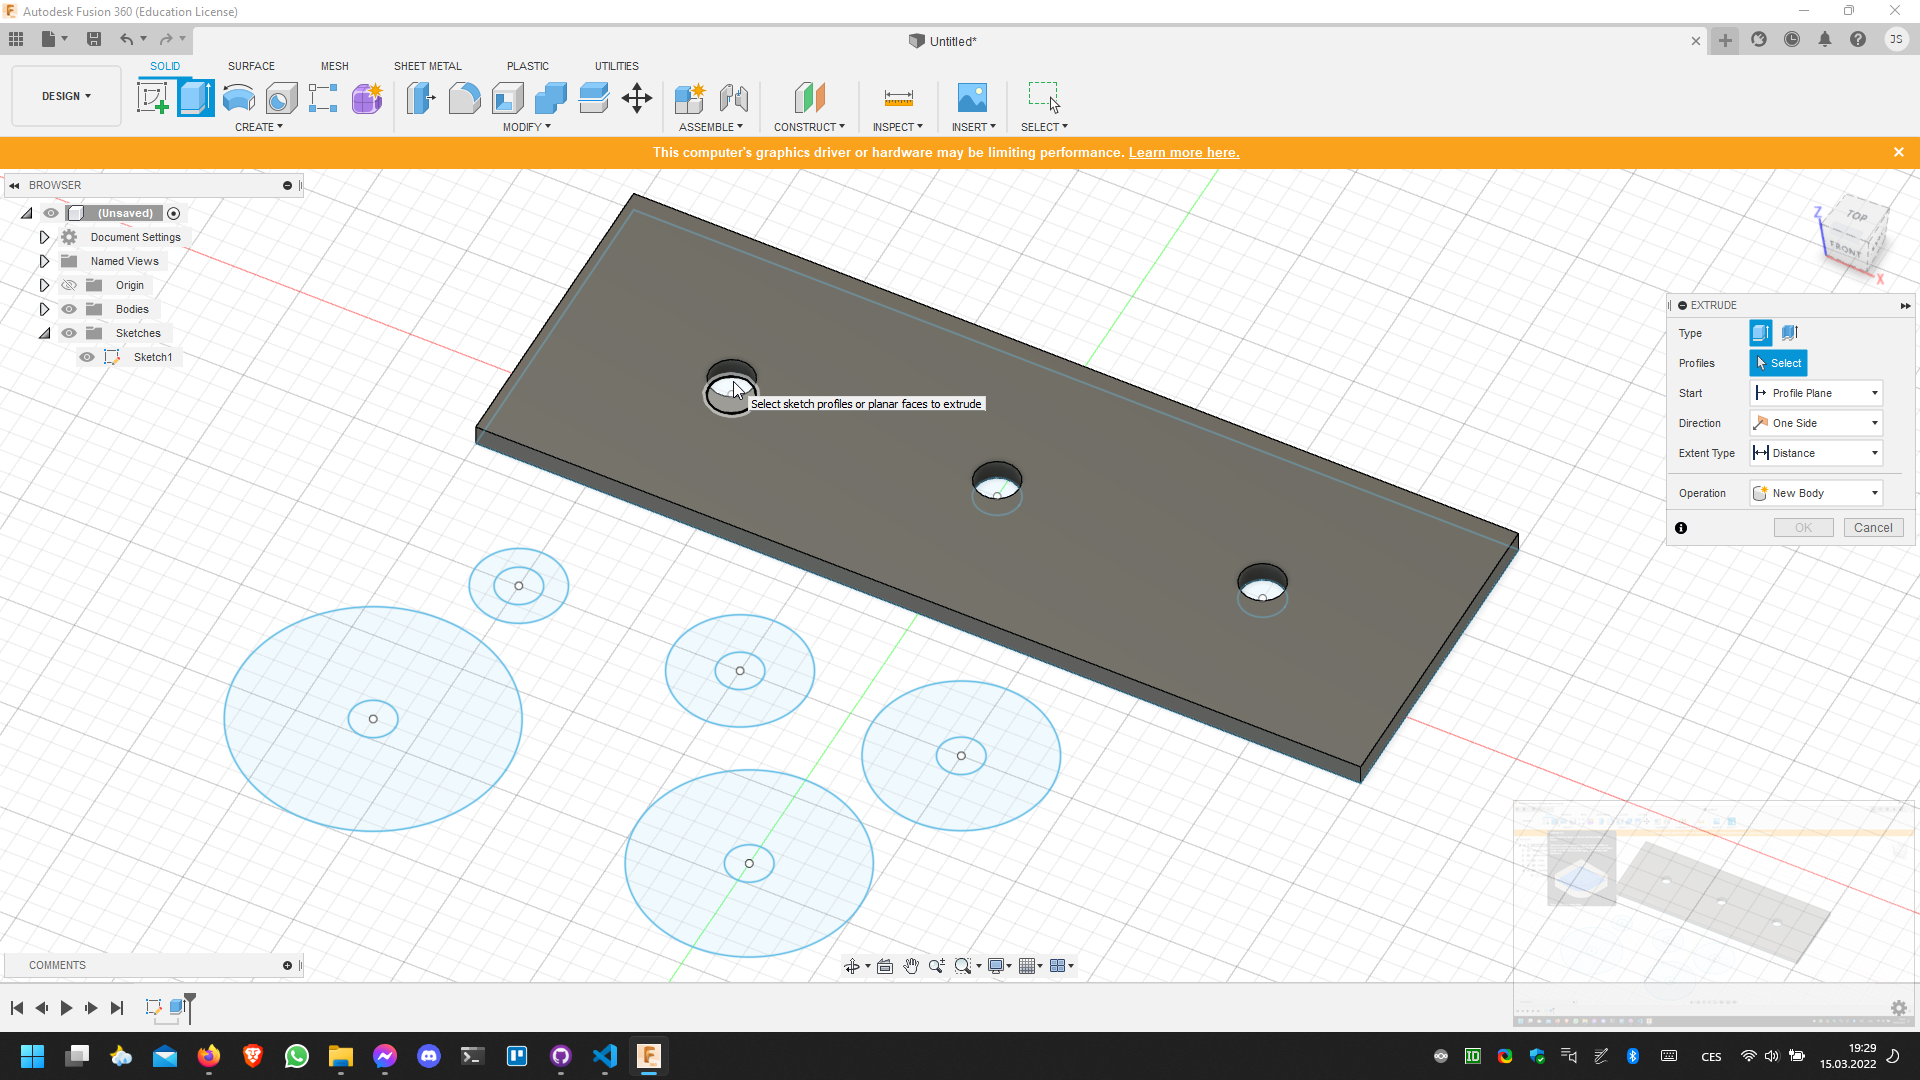 Autodesk Fusion 360 (Education License)
Untitled*
JS
DESIGN
SOLID
SURFACE
MESH
SHEET METAL
PLASTIC
UTILITIES
CREATE
MODIFY
ASSEMBLE
CONSTRUCT
INSPECT
INSERT
SELECT
This computer's graphics driver or hardware may be limiting performance. Learn more here.
BROWSER
(Unsaved)
Document Settings
Named Views
Origin
Bodies
Sketches
Sketch1
TOP
FRONT
Z
X
Select sketch profiles or planar faces to extrude
EXTRUDE
Type
Profiles
Select
Start
Profile Plane
Direction
One Side
Extent Type
Distance
Operation
New Body
OK
Cancel
COMMENTS
ID
CES
19:29
15.03.2022